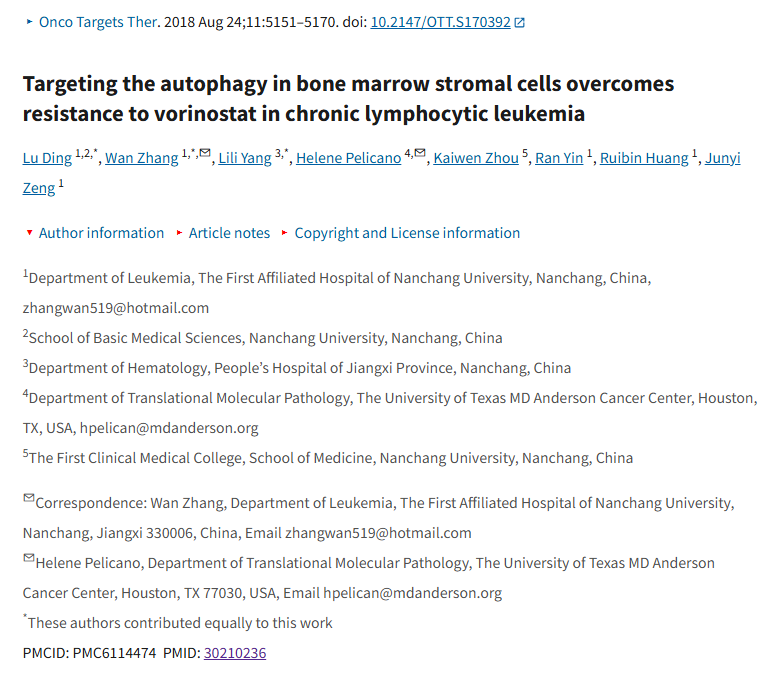 Onco Targets Ther. 2018 Aug 24;11:5151–5170. doi: 10.2147/OTT.S170392
Targeting the autophagy in bone marrow stromal cells overcomes
resistance to vorinostat in chronic lymphocytic leukemia
Lu Ding 1,2,*, Wan Zhang 1,*,✉, Lili Yang 3,*, Helene Pelicano 4,✉, Kaiwen Zhou 5, Ran Yin 1, Ruibin Huang 1, Junyi
Zeng 1
Author information Article notes Copyright and License information
1Department of Leukemia, The First Affiliated Hospital of Nanchang University, Nanchang, China,
zhangwan519@hotmail.com
2School of Basic Medical Sciences, Nanchang University, Nanchang, China
3Department of Hematology, People’s Hospital of Jiangxi Province, Nanchang, China
4Department of Translational Molecular Pathology, The University of Texas MD Anderson Cancer Center, Houston,
TX, USA, hpelican@mdanderson.org
5The First Clinical Medical College, School of Medicine, Nanchang University, Nanchang, China
✉Correspondence: Wan Zhang, Department of Leukemia, The First Affiliated Hospital of Nanchang University,
Nanchang, Jiangxi 330006, China, Email zhangwan519@hotmail.com
✉Helene Pelicano, Department of Translational Molecular Pathology, The University of Texas MD Anderson
Cancer Center, Houston, TX 77030, USA, Email hpelican@mdanderson.org
*These authors contributed equally to this work
PMCID: PMC6114474 PMID: 30210236